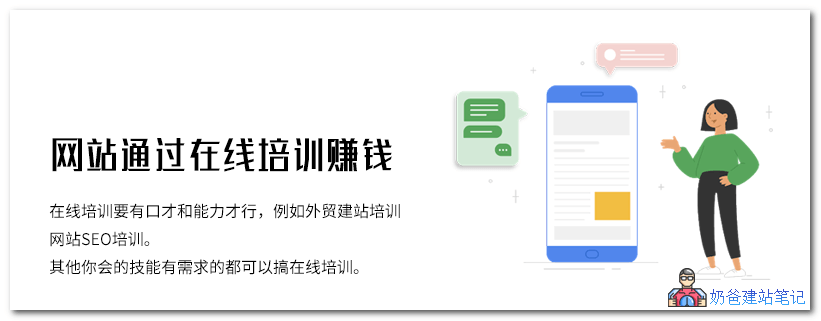 网站通过在线培训赚钱
在线培训要有口才和能力才行，例如外贸建站培训
网站SEO培训。
其他你会的技能有需求的都可以搞在线培训。
奶爸建站笔记